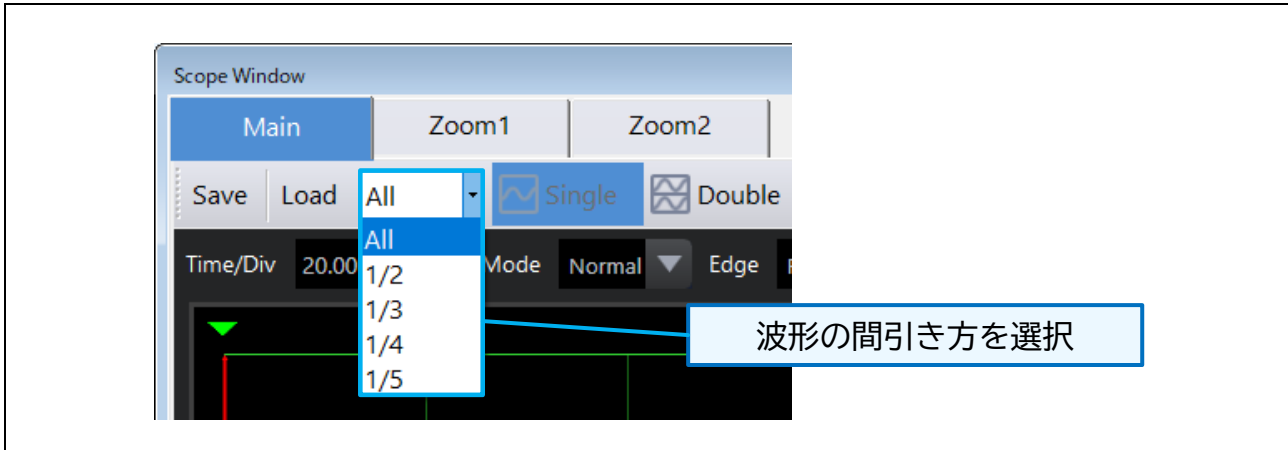 Scope Window
Main Zoom1 Zoom2
Save Load All Single Double
All
Time/Div 20.00 Mode Normal Edge
1/2
1/3
波形の間引き方を選択
1/4
1/5